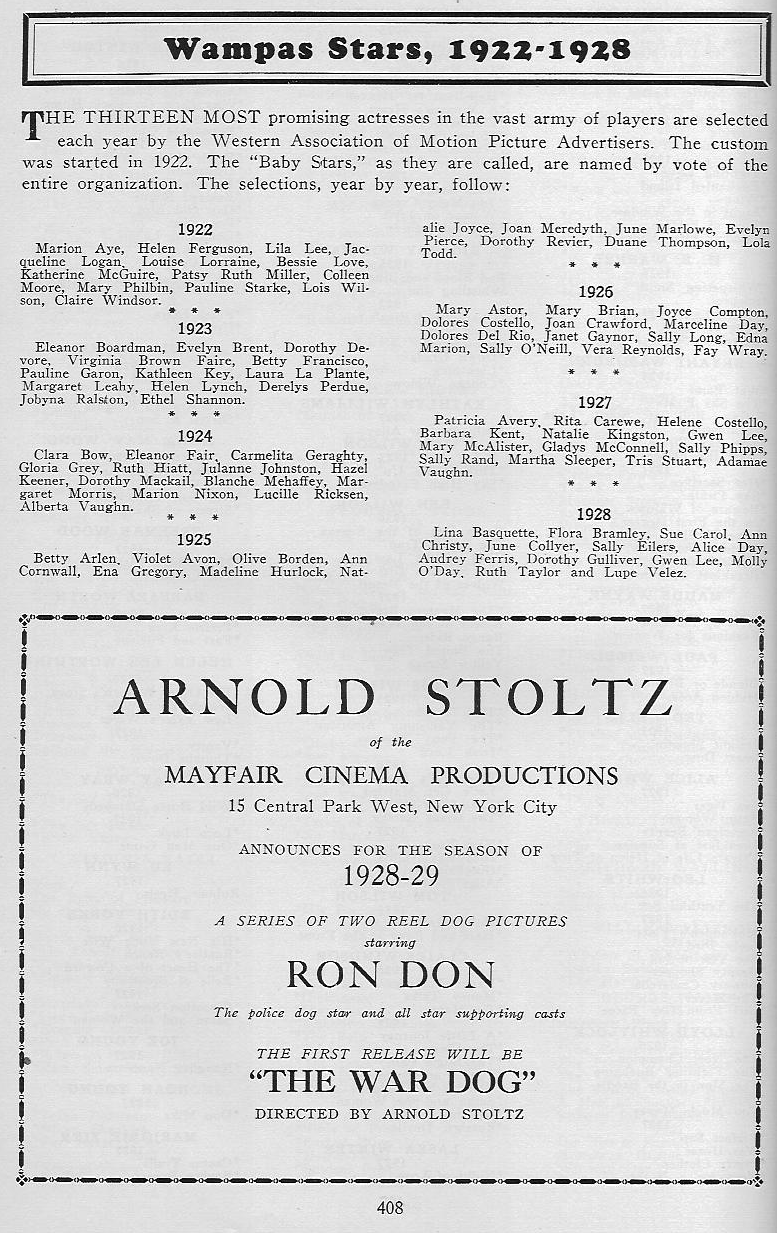 Wampas Stars, 1922-1928
THE THIRTEEN MOST promising actresses in the vast army of players are selected
each year by the Western Association of Motion Picture Advertisers. The custom
was started in 1922. The "Baby Stars," as they are called, are named by vote of the
entire organization. The selections, year by year, follow:
1922
Marion Aye, Helen Ferguson, Lila Lee, Jac-
queline Logan, Louise Lorraine, Bessie Love,
Katherine McGuire, Patsy Ruth Miller, Colleen
Moore, Mary Philbin, Pauline Starke, Lois Wil-
son, Claire Windsor.
* * *
1923
Eleanor Boardman, Evelyn Brent, Dorothy De-
vore, Virginia Brown Faire, Betty Francisco,
Pauline Garon, Kathleen Key, Laura La Plante,
Margaret Leahy, Helen Lynch, Derelys Perdue,
Jobyna Ralston, Ethel Shannon.
* * *
1924
Clara Bow, Eleanor Fair, Carmelita Geraghty,
Gloria Grey, Ruth Hiatt, Julanne Johnston, Hazel
Keener, Dorothy Mackail, Blanche Mehaffey, Mar-
garet Morris, Marion Nixon, Lucille Ricksen,
Alberta Vaughn.
* * *
1925
Betty Arlen, Violet Avon, Olive Borden, Ann
Cornwall, Ena Gregory, Madeline Hurlock, Nat-
alie Joyce, Joan Meredyth, June Marlowe, Evelyn
Pierce, Dorothy Revier, Duane Thompson, Lola
Todd.
* * *
1926
Mary Astor, Mary Brian, Joyce Compton,
Dolores Costello, Joan Crawford, Marceline Day,
Dolores Del Rio, Janet Gaynor, Sally Long, Edna
Marion, Sally O'Neill, Vera Reynolds, Fay Wray.
* * *
1927
Patricia Avery, Rita Carewe, Helene Costello,
Barbara Kent, Natalie Kingston, Gwen Lee,
Mary McAlister, Gladys McConnell, Sally Phipps,
Sally Rand, Martha Sleeper, Tris Stuart, Adamae
Vaughn.
* * *
1928
Lina Basquette, Flora Bramley, Sue Carol, Ann
Christy, June Collyer, Sally Eilers, Alice Day,
Audrey Ferris, Dorothy Gulliver, Gwen Lee, Molly
O'Day, Ruth Taylor and Lupe Velez.
ARNOLD STOLTZ
of the
MAYFAIR CINEMA PRODUCTIONS
15 Central Park West, New York City
ANNOUNCES FOR THE SEASON OF
1928-29
A SERIES OF TWO REEL DOG PICTURES
starring
RON DON
The police dog star and all star supporting casts
THE FIRST RELEASE WILL BE
"THE WAR DOG"
DIRECTED BY ARNOLD STOLTZ
408